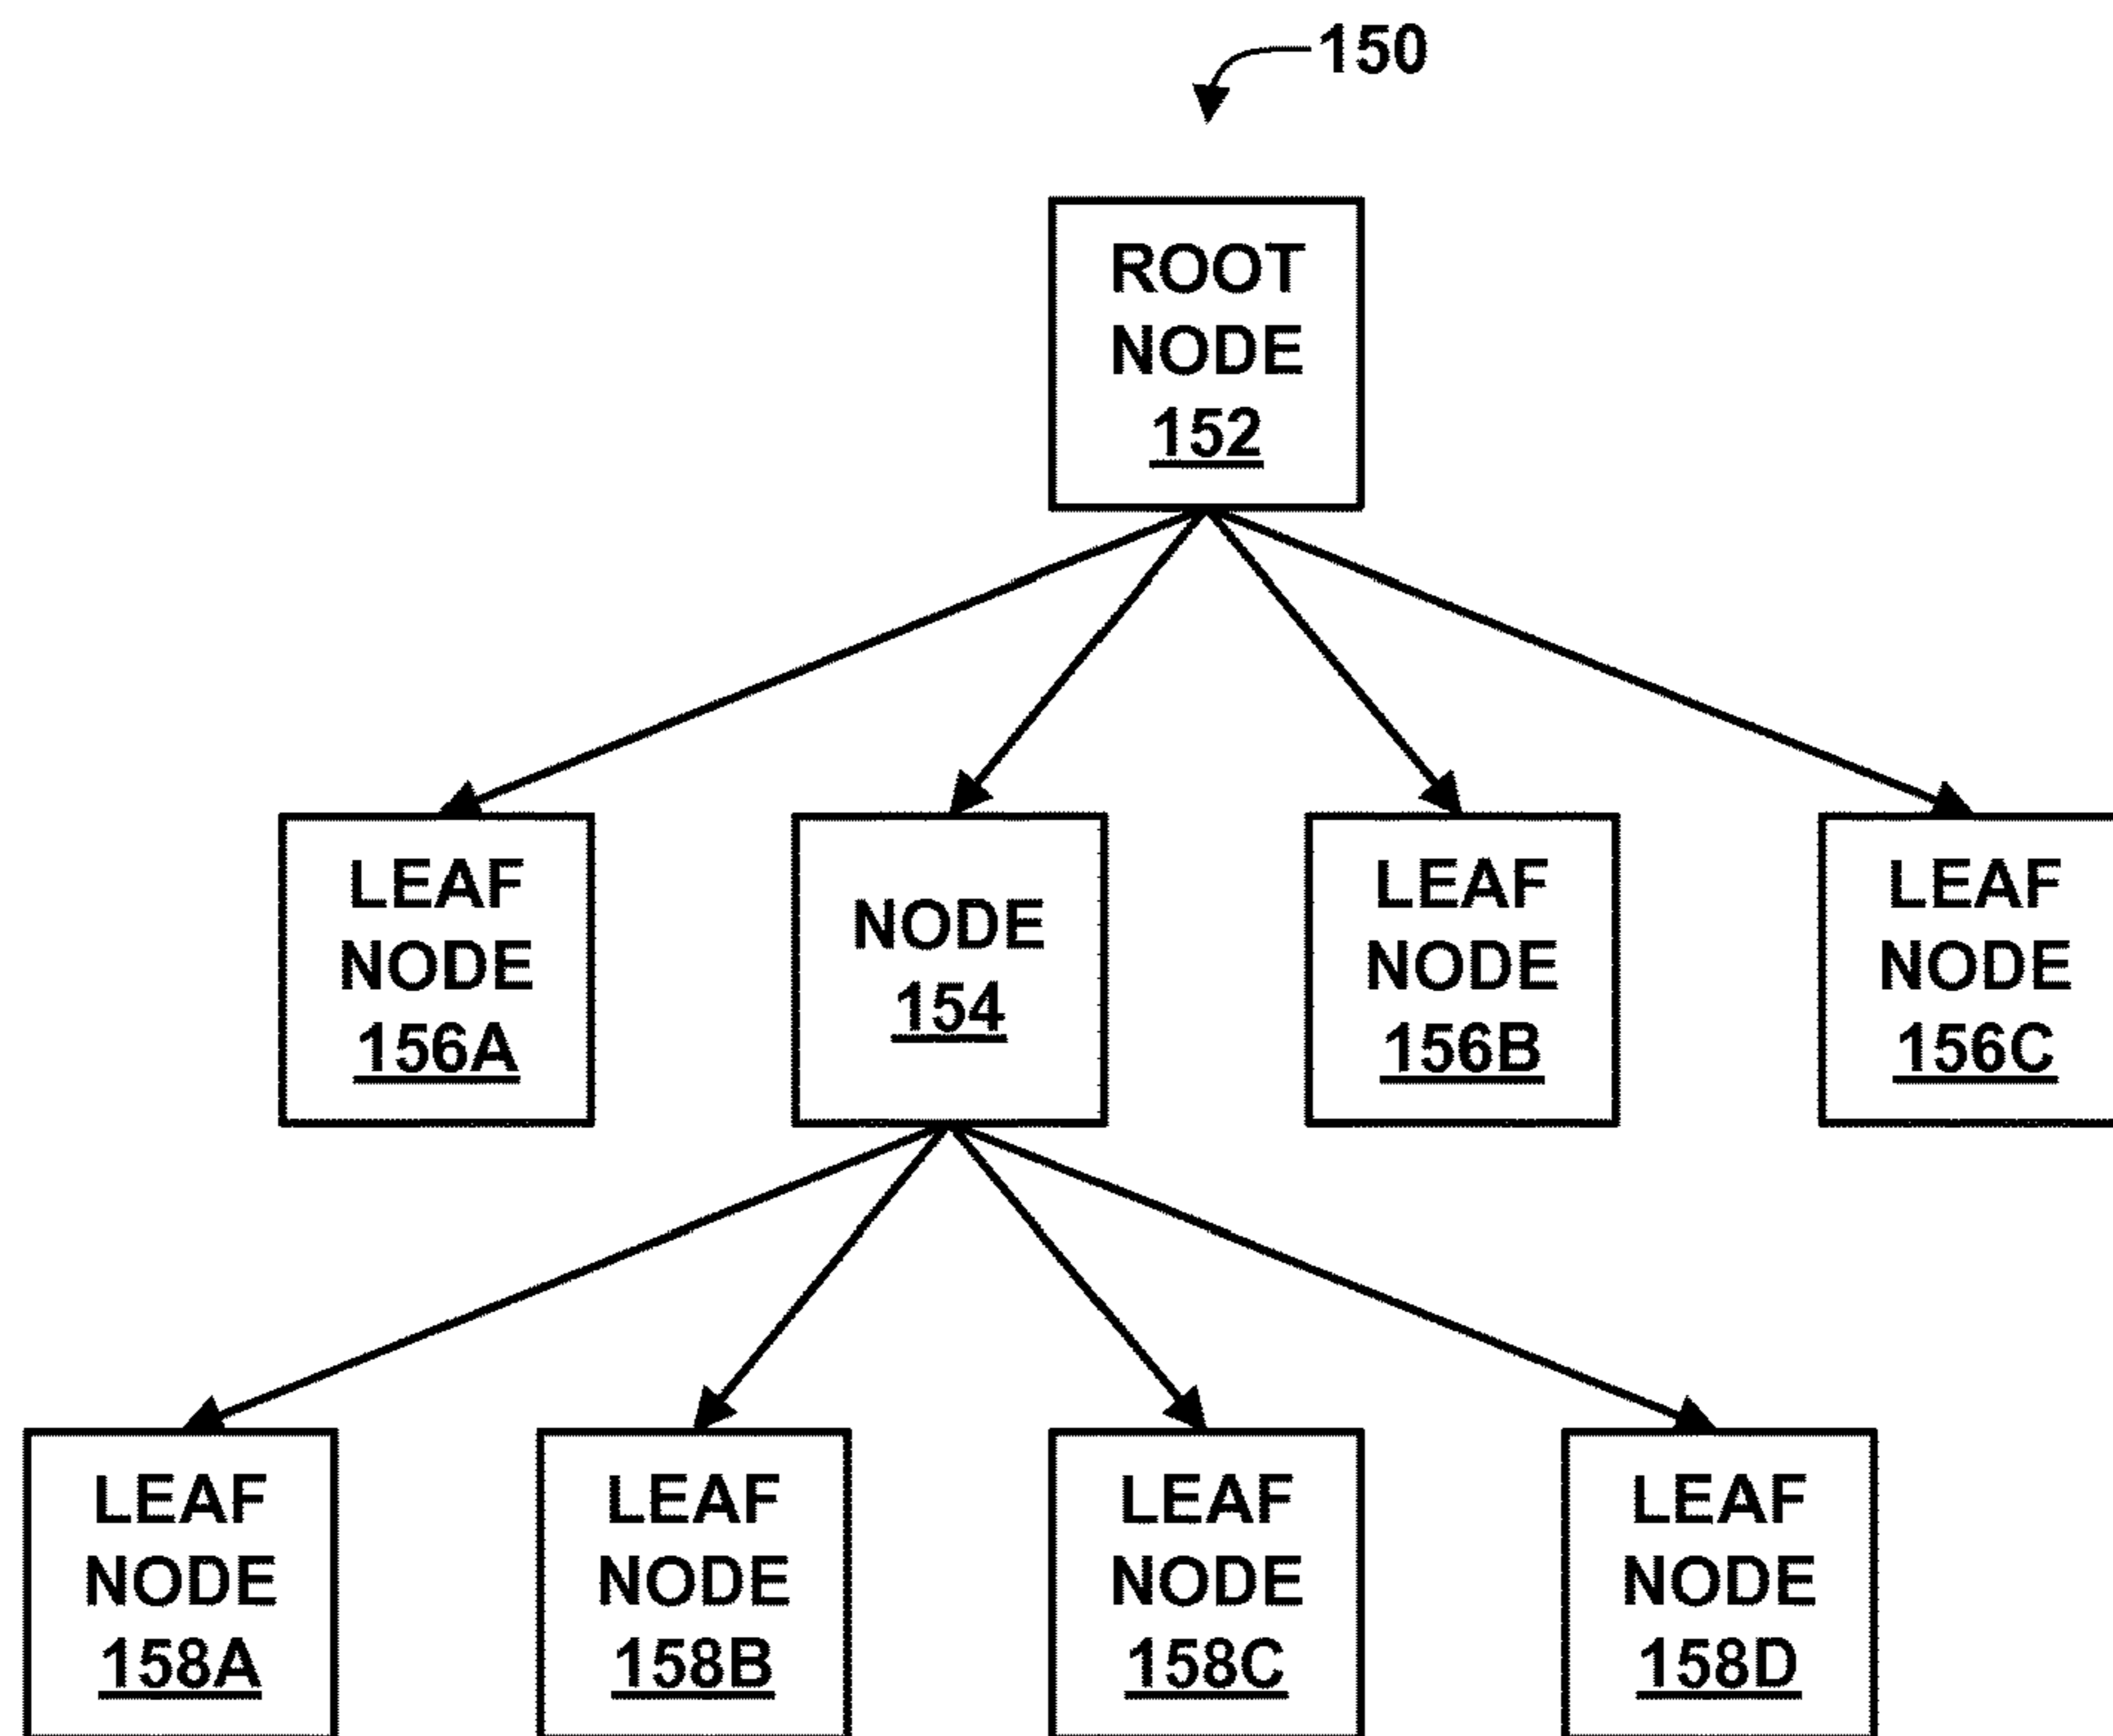 150
ROOT
NODE
152
LEAF
NODE
156A
NODE
154
LEAF
NODE
156B
LEAF
NODE
156C
LEAF
NODE
158A
LEAF
NODE
158B
LEAF
NODE
158C
LEAF
NODE
158D